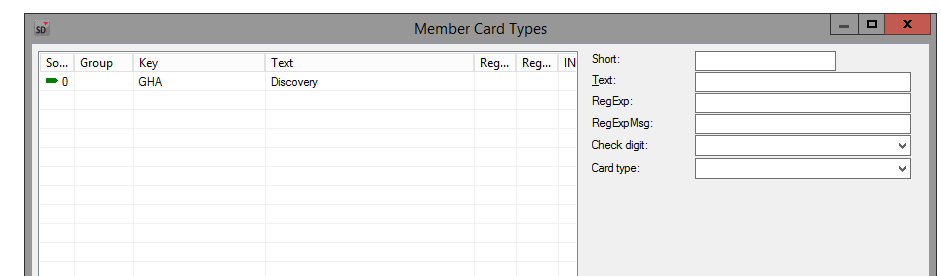 SD Member Card Types x
So... Group Key Text Reg... Reg... IN
0 GHA Discovery
Short:
Text:
RegExp:
RegExpMsg:
Check digit:
Card type: